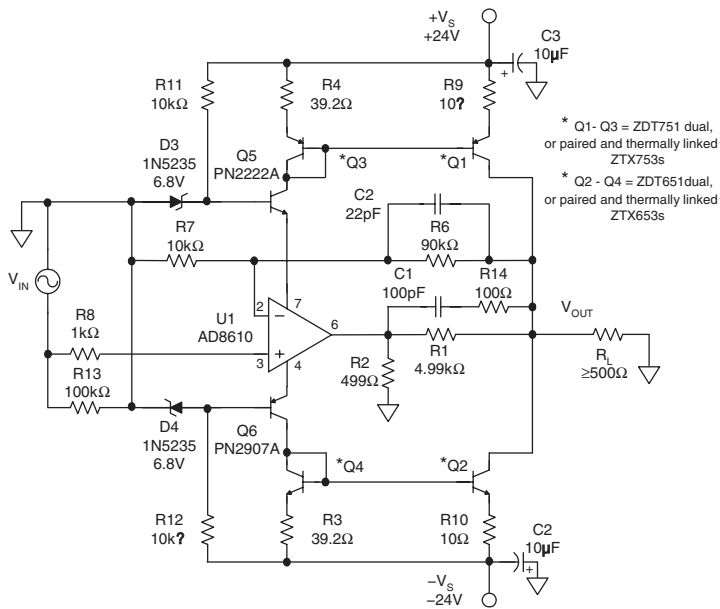 +V_S
+24V
C3
10μF
R11
10kΩ
R4
39.2Ω
R9
10?
D3
1N5235
6.8V
Q5
PN2222A
*Q3
*Q1
* Q1- Q3 = ZDT751 dual,
or paired and thermally linked
ZTX753s
* Q2 - Q4 = ZDT651dual,
or paired and thermally linked
ZTX653s
C2
22pF
R7
10kΩ
R6
90kΩ
C1
100pF
R14
100Ω
V_IN
R8
1kΩ
R13
100kΩ
U1
AD8610
2
−
7
6
+
3
4
R2
499Ω
R1
4.99kΩ
V_OUT
R_L
≥500Ω
D4
1N5235
6.8V
Q6
PN2907A
*Q4
*Q2
R12
10k?
R3
39.2Ω
R10
10Ω
C2
10μF
+
−V_S
−24V
+